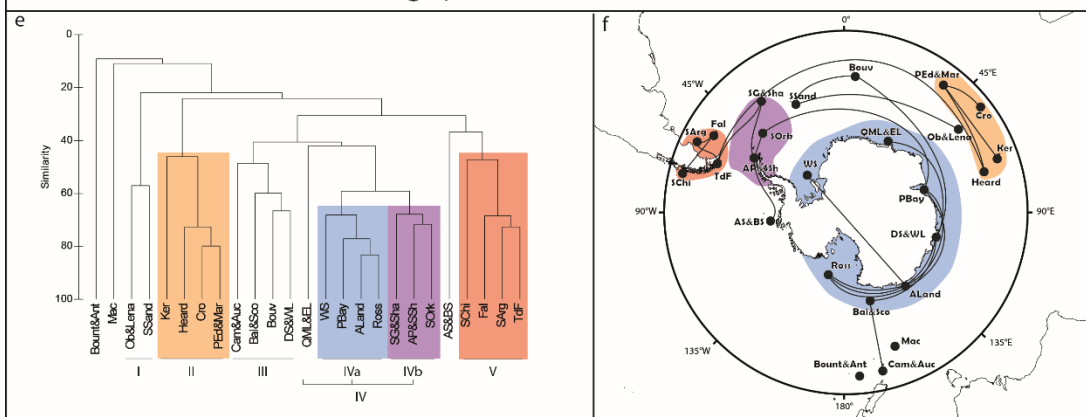 e
Similarity
0
20
40
60
80
100
Bount&Ant
Mac
Ob&Lena
SSand
Ker
Heard
Cro
PEd&Mar
Cam&Auc
Bal&Sco
Bouv
DS&WL
QML&EL
WS
PBay
ALand
Ross
SG&Sha
AP&SSh
SOrk
AS&BS
SChi
Fal
SArg
TdF
I
II
III
IVa
IVb
V
IV
f
0°
Bouv
PEd&Mar
45°E
45°W
SG&Sha
SSand
Cro
Fal
SArg
SOrk
QML&EL
Ob&Lena
Ker
TdF
AP&SSh
WS
Heard
SChi
PBay
90°W
90°E
AS&BS
DS&WL
Ross
ALand
Bal&Sco
135°W
Mac
135°E
Bount&Ant
Cam&Auc
180°